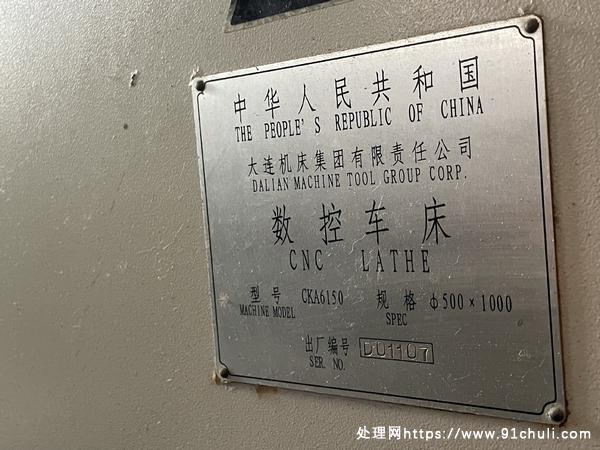 中华人民共和国
THE PEOPLE'S REPUBLIC OF CHINA
大连机床集团有限责任公司
DALIAN MACHINE TOOL GROUP CORP.
数控车床
CNC LATHE
型号 CKA6150 规格 φ500×1000
MACHINE MODEL SPEC
出厂编号 D01107
SER. NO.
处理网https://www.91chuli.com